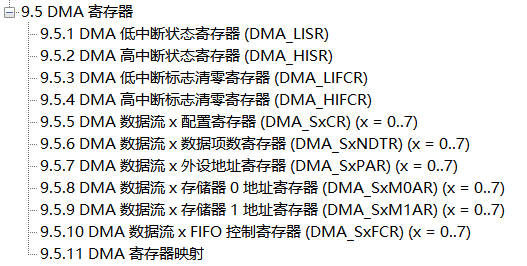 9.5 DMA 寄存器
9.5.1 DMA 低中断状态寄存器 (DMA_LISR)
9.5.2 DMA 高中断状态寄存器 (DMA_HISR)
9.5.3 DMA 低中断标志清零寄存器 (DMA_LIFCR)
9.5.4 DMA 高中断标志清零寄存器 (DMA_HIFCR)
9.5.5 DMA 数据流 x 配置寄存器 (DMA_SxCR) (x = 0..7)
9.5.6 DMA 数据流 x 数据项数寄存器 (DMA_SxNDTR) (x = 0..7)
9.5.7 DMA 数据流 x 外设地址寄存器 (DMA_SxPAR) (x = 0..7)
9.5.8 DMA 数据流 x 存储器 0 地址寄存器 (DMA_SxM0AR) (x = 0..7)
9.5.9 DMA 数据流 x 存储器 1 地址寄存器 (DMA_SxM1AR) (x = 0..7)
9.5.10 DMA 数据流 x FIFO 控制寄存器 (DMA_SxFCR) (x = 0..7)
9.5.11 DMA 寄存器映射